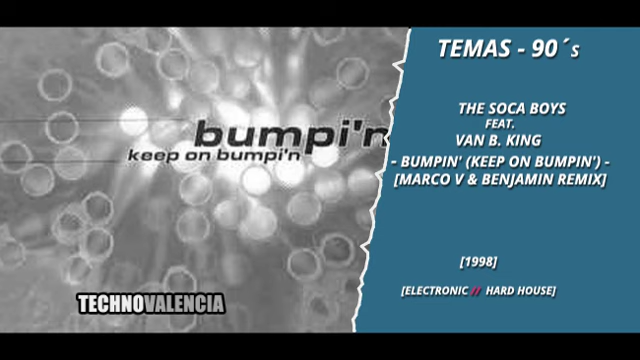 bumpi'n
keep on bumpi'n
TECHNOVALENCIA
TEMAS - 90´s
THE SOCA BOYS
FEAT.
VAN B. KING
- BUMPIN' (KEEP ON BUMPIN') -
[MARCO V & BENJAMIN REMIX]
[1998]
[ELECTRONIC // HARD HOUSE]